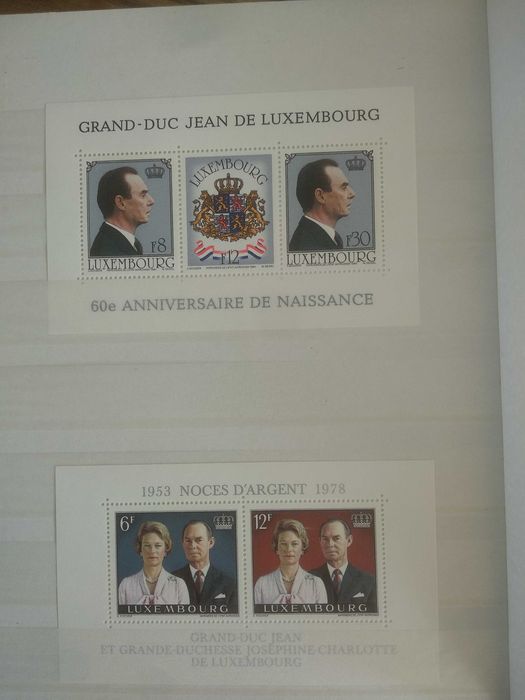 GRAND-DUC JEAN DE LUXEMBOURG
LUXEMBOURG
F8
F12
F30
LUXEMBOURG
LUXEMBOURG
60e ANNIVERSAIRE DE NAISSANCE
1953 NOCES D'ARGENT 1978
6F
12F
LUXEMBOURG
LUXEMBOURG
GRAND-DUC JEAN
ET GRANDE-DUCHESSE JOSÉPHINE-CHARLOTTE
DE LUXEMBOURG